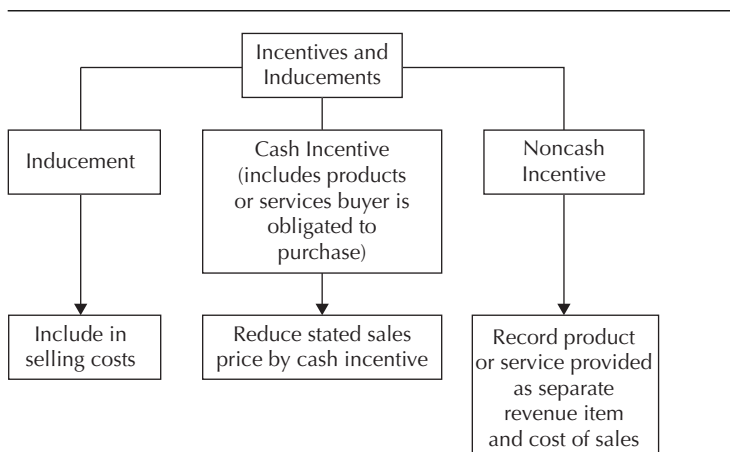 Incentives and
Inducements
Inducement
Cash Incentive
(includes products
or services buyer is
obligated to
purchase)
Noncash
Incentive
Include in
selling costs
Reduce stated sales
price by cash incentive
Record product
or service provided
as separate
revenue item
and cost of sales